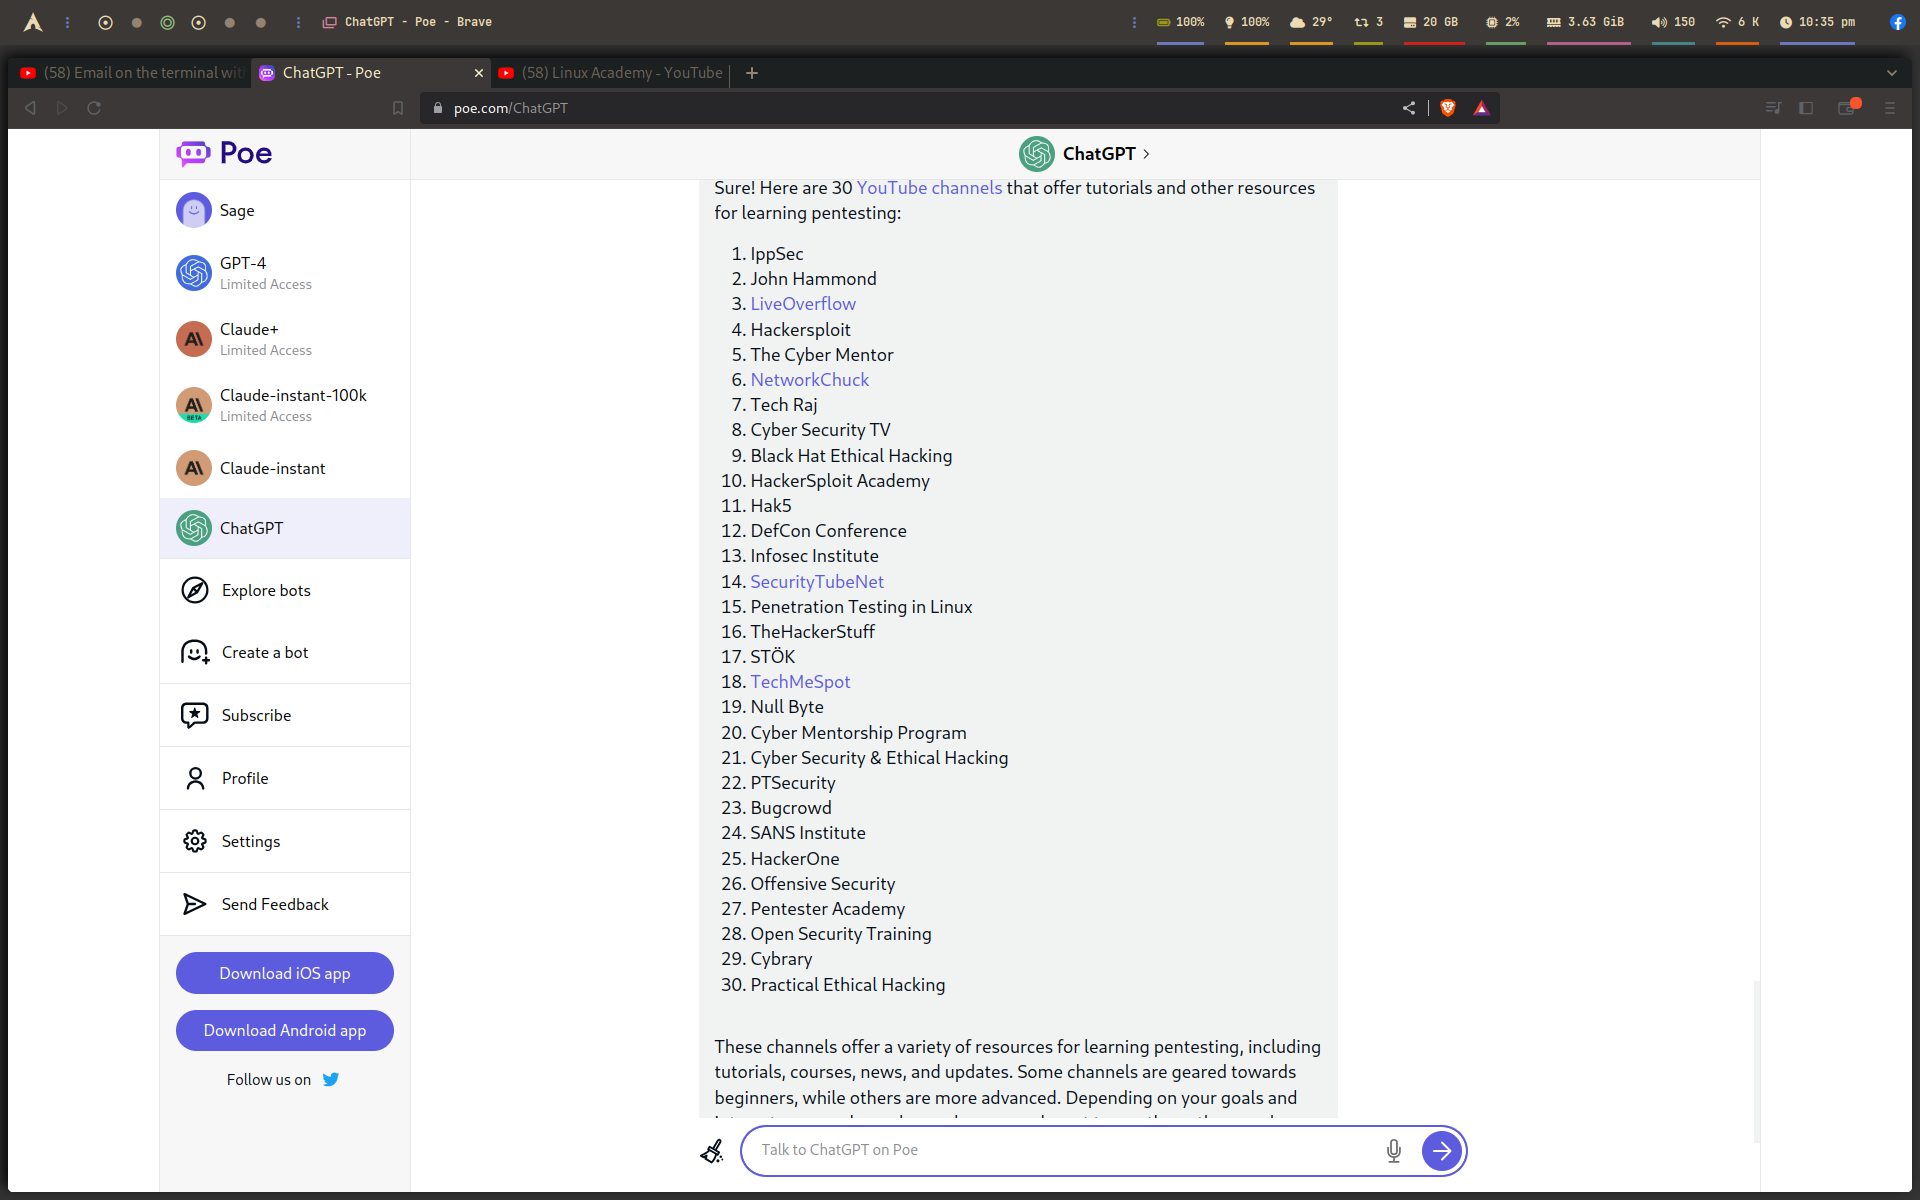 ChatGPT - Poe - Brave
100%
100%
29°
3
20 GB
2%
3.63 GiB
150
6 K
10:35 pm
(58) Email on the terminal wit
ChatGPT - Poe
(58) Linux Academy - YouTube
poe.com/ChatGPT
Poe
ChatGPT
Sage
GPT-4
Limited Access
Claude+
Limited Access
Claude-instant-100k
Limited Access
BETA
Claude-instant
ChatGPT
Explore bots
Create a bot
Subscribe
Profile
Settings
Send Feedback
Download iOS app
Download Android app
Follow us on
Sure! Here are 30 YouTube channels that offer tutorials and other resources
for learning pentesting:
1. IppSec
2. John Hammond
3. LiveOverflow
4. Hackersploit
5. The Cyber Mentor
6. NetworkChuck
7. Tech Raj
8. Cyber Security TV
9. Black Hat Ethical Hacking
10. HackerSploit Academy
11. Hak5
12. DefCon Conference
13. Infosec Institute
14. SecurityTubeNet
15. Penetration Testing in Linux
16. TheHackerStuff
17. STÖK
18. TechMeSpot
19. Null Byte
20. Cyber Mentorship Program
21. Cyber Security & Ethical Hacking
22. PTSecurity
23. Bugcrowd
24. SANS Institute
25. HackerOne
26. Offensive Security
27. Pentester Academy
28. Open Security Training
29. Cybrary
30. Practical Ethical Hacking
These channels offer a variety of resources for learning pentesting, including
tutorials, courses, news, and updates. Some channels are geared towards
beginners, while others are more advanced. Depending on your goals and
Talk to ChatGPT on Poe